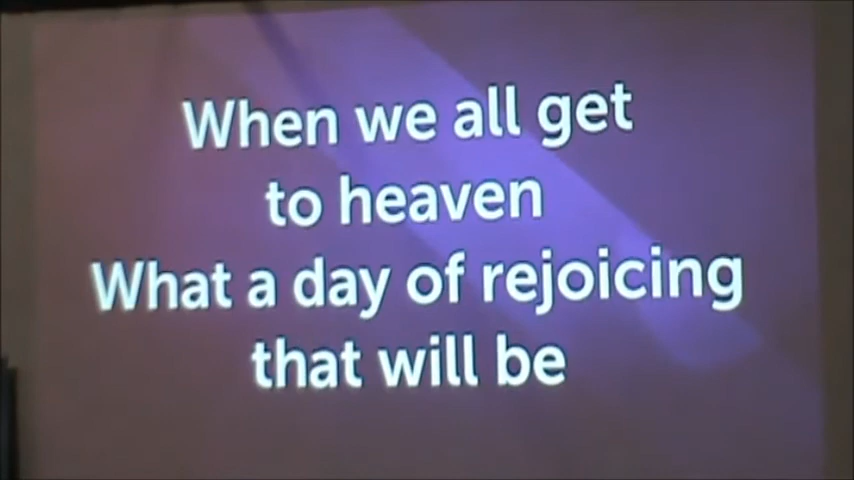 When we all get
to heaven
What a day of rejoicing
that will be